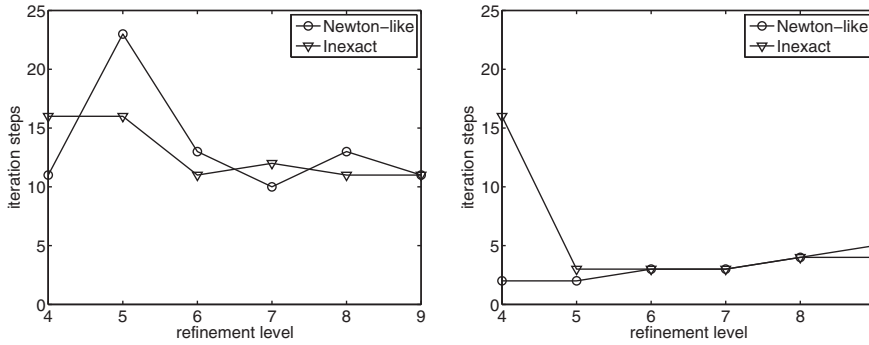 25
20
15
10
5
0
iteration steps
4 5 6 7 8 9
refinement level
Newton-like
Inexact
25
20
15
10
5
0
iteration steps
4 5 6 7 8
refinement level
Newton-like
Inexact